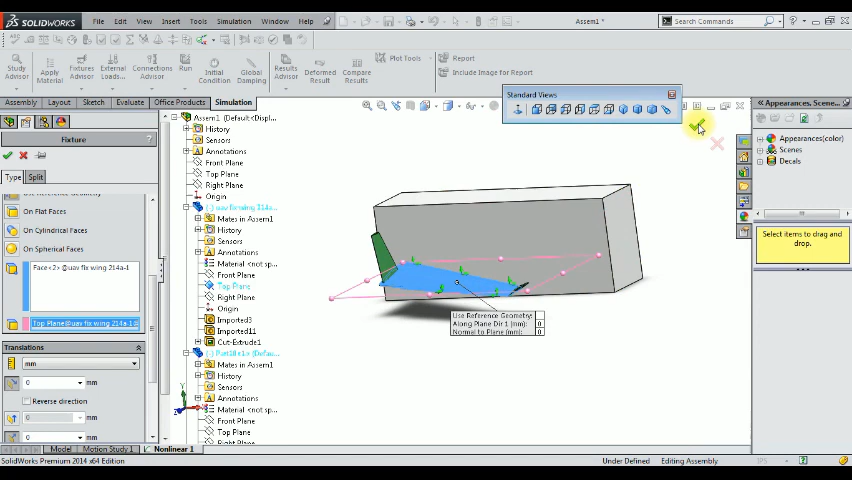 SOLIDWORKS
File Edit View Insert Tools Simulation Window Help
Assem1 *
Search Commands
Study Advisor
Apply Material
Fixtures Advisor
External Loads...
Connections Advisor
Run
Initial Condition
Global Damping
Results Advisor
Deformed Result
Compare Results
Plot Tools
Report
Include Image for Report
Assembly Layout Sketch Evaluate Office Products Simulation
Standard Views
Fixture
Type Split
On Flat Faces
On Cylindrical Faces
On Spherical Faces
Face<2> @uav fix wing 214a-1
Top Plane@uav fix wing 214a-1@
Translations
mm
0 mm
Reverse direction
0 mm
0 mm
Assem1 (Default<Displ
History
Sensors
Annotations
Front Plane
Top Plane
Right Plane
Origin
(-) uav fix wing 214a<
Mates in Assem1
History
Sensors
Annotations
Material <not sp
Front Plane
Top Plane
Right Plane
Origin
Imported3
Imported11
Cut-Extrude1
Mates in Assem1
History
Sensors
Annotations
Material <not sp
Front Plane
Top Plane
Right Plane
Use Reference Geometry:
Along Plane Dir 1 (mm): 0
Normal to Plane (mm): 0
Appearances, Scene...
Appearances(color)
Scenes
Decals
Select items to drag and drop.
Model Motion Study 1 Nonlinear 1
SolidWorks Premium 2014 x64 Edition
Under Defined
Editing Assembly